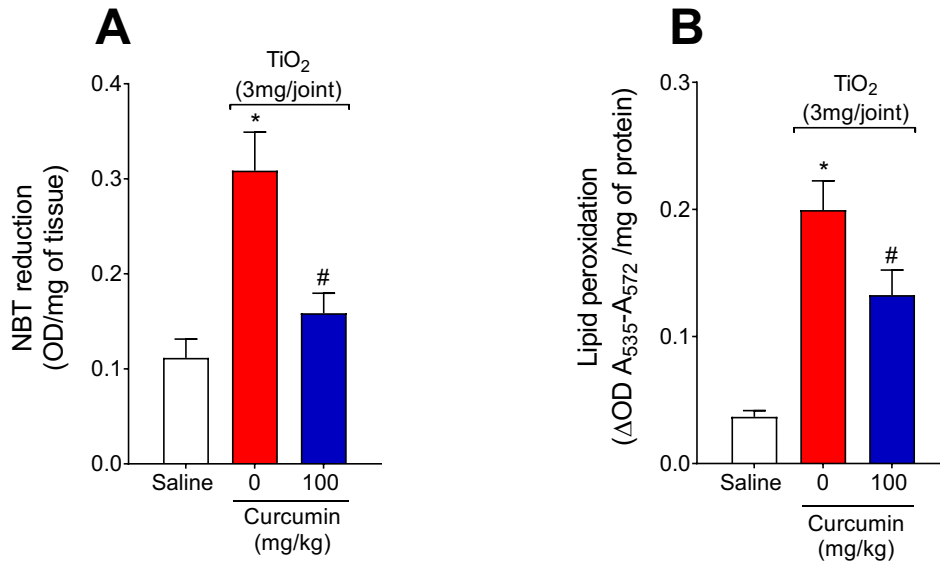 A
TiO₂
(3mg/joint)
0.4
0.3
0.2
0.1
0.0
NBT reduction
(OD/mg of tissue)
*
#
Saline
0
100
Curcumin
(mg/kg)
B
TiO₂
(3mg/joint)
0.3
0.2
0.1
0.0
Lipid peroxidation
(ΔOD A₅₃₅-A₅₇₂ /mg of protein)
*
#
Saline
0
100
Curcumin
(mg/kg)